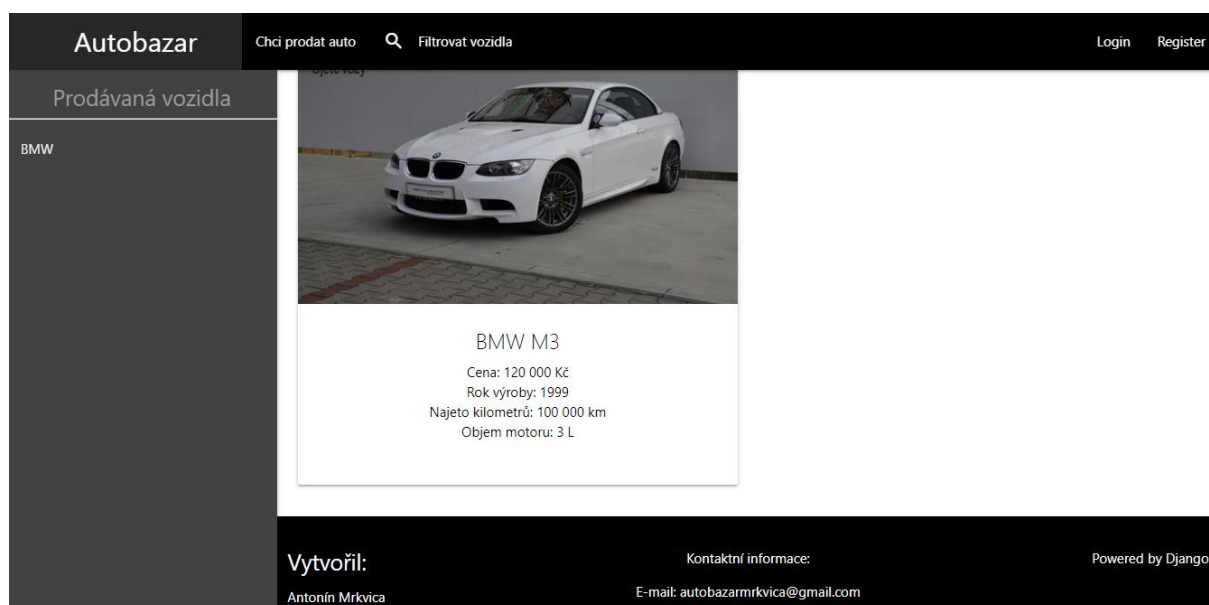 Autobazar
Chci prodat auto
Filtrovat vozidla
Login
Register
Prodávaná vozidla
BMW
BMW M3
Cena: 120 000 Kč
Rok výroby: 1999
Najeto kilometrů: 100 000 km
Objem motoru: 3 L
Vytvořil:
Antonín Mrkvica
Kontaktní informace:
E-mail: autobazarmrkvica@gmail.com
Powered by Django